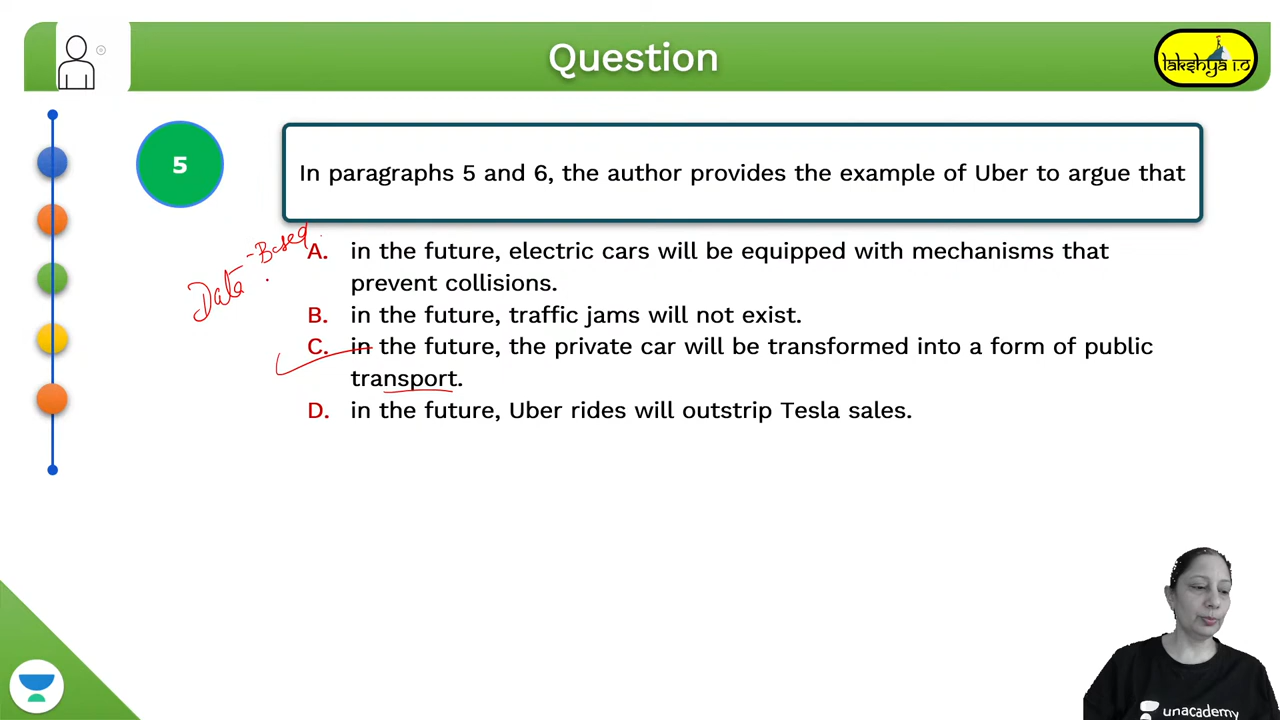 Question
lakshya 1.0
5
In paragraphs 5 and 6, the author provides the example of Uber to argue that
Data-Based
A. in the future, electric cars will be equipped with mechanisms that
prevent collisions.
B. in the future, traffic jams will not exist.
C. in the future, the private car will be transformed into a form of public
transport.
D. in the future, Uber rides will outstrip Tesla sales.
unacademy